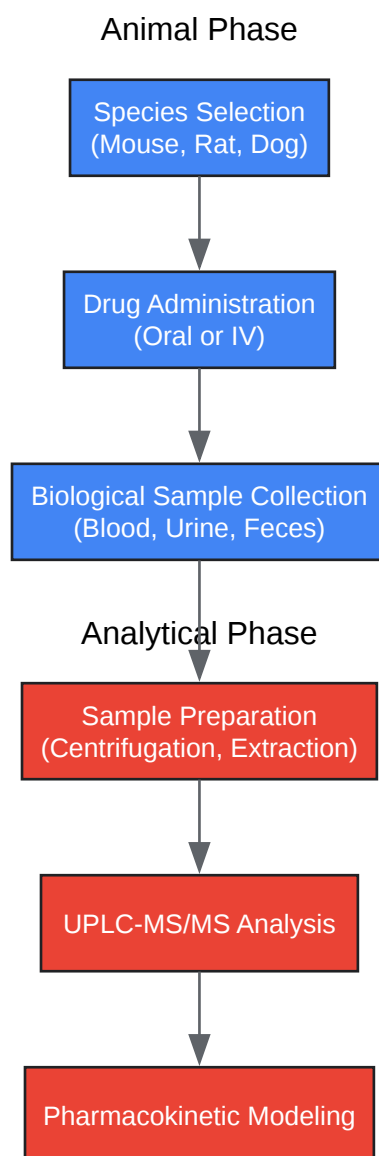 Animal Phase
Species Selection
(Mouse, Rat, Dog)
Drug Administration
(Oral or IV)
Biological Sample Collection
(Blood, Urine, Feces)
Analytical Phase
Sample Preparation
(Centrifugation, Extraction)
UPLC-MS/MS Analysis
Pharmacokinetic Modeling